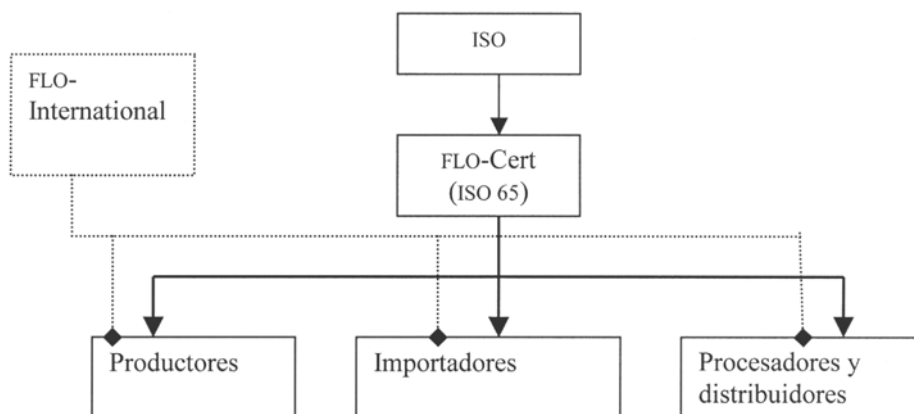 ISO
FLO-
International
FLO-Cert
(ISO 65)
Productores
Importadores
Procesadores y
distribuidores